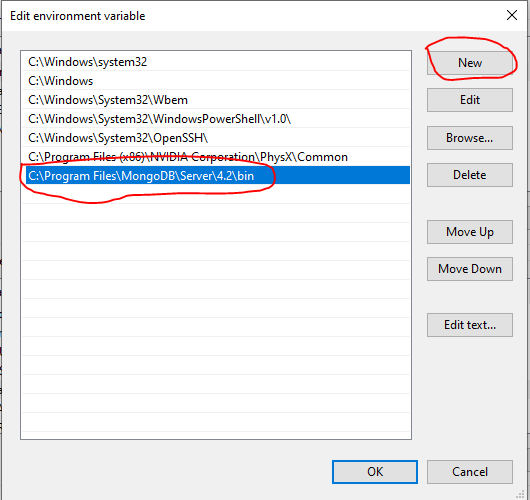 Edit environment variable
C:\Windows\system32
C:\Windows
C:\Windows\System32\Wbem
C:\Windows\System32\WindowsPowerShell\v1.0\
C:\Windows\System32\OpenSSH\
C:\Program Files (x86)\NVIDIA Corporation\PhysX\Common
C:\Program Files\MongoDB\Server\4.2\bin
New
Edit
Browse...
Delete
Move Up
Move Down
Edit text...
OK
Cancel